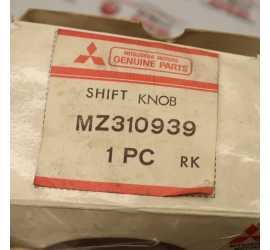 MITSUBISHI MOTORS
GENUINE PARTS
SHIFT KNOB
MZ310939
1 PC RK